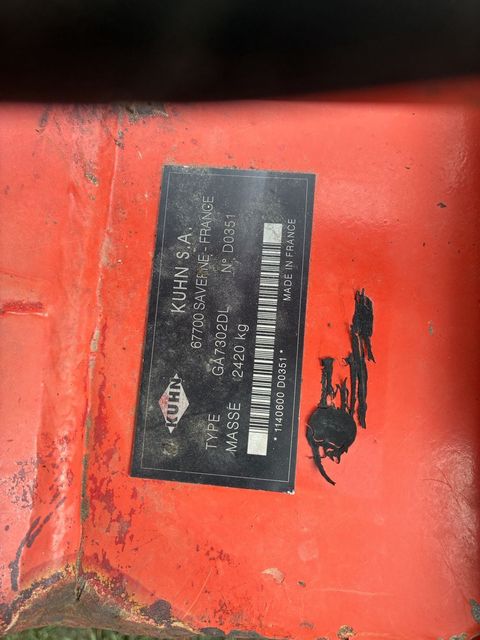 KUHN
KUHN S.A.
67700 SAVERNE - FRANCE
TYPE GA7302DL N° D0351
MASSE 2420 kg
* 1140600 D0351 *
MADE IN FRANCE